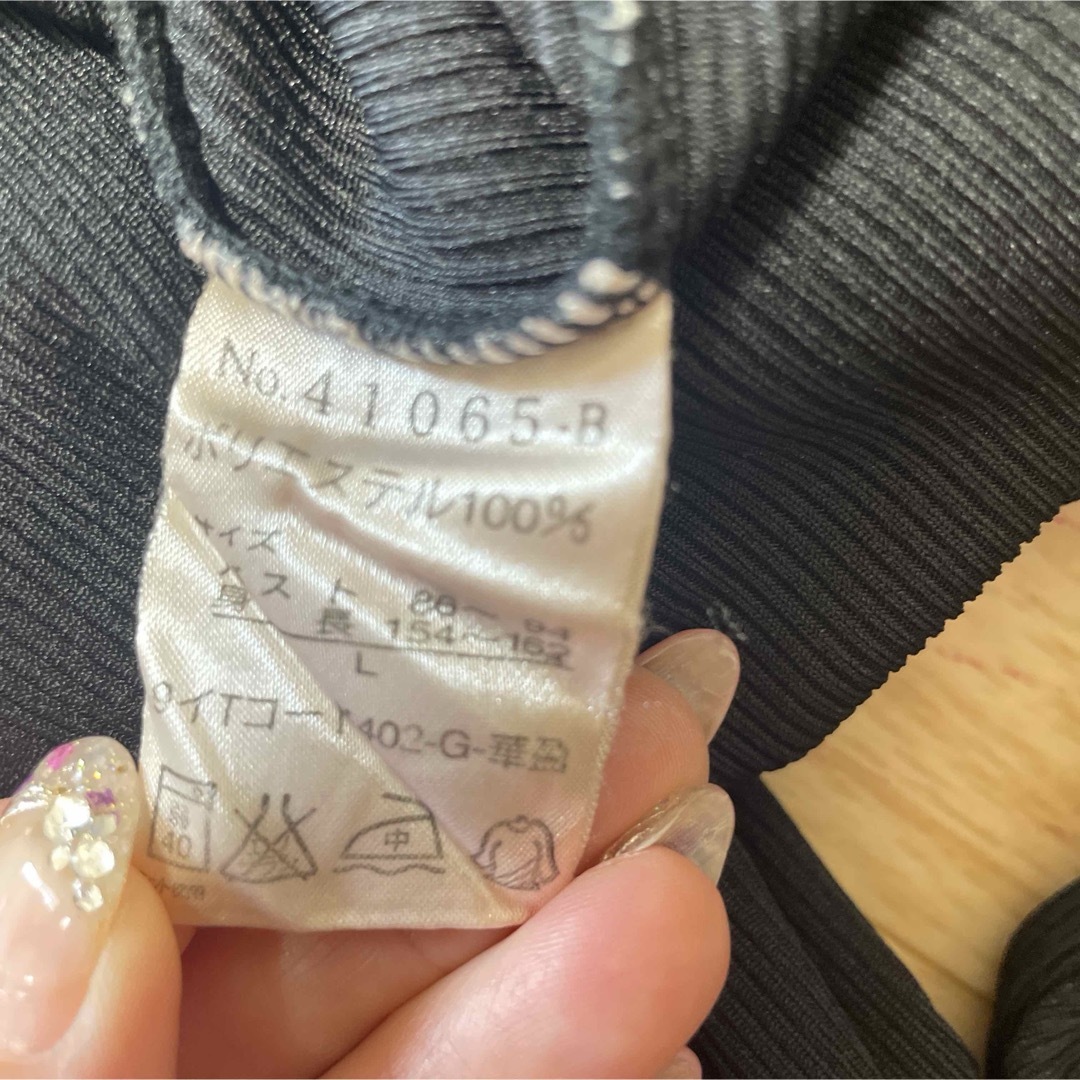 No.41065-B
ポリエステル100%
サイズ
スト 86～94
身長 154～162
L
402-G-華盈
40
中